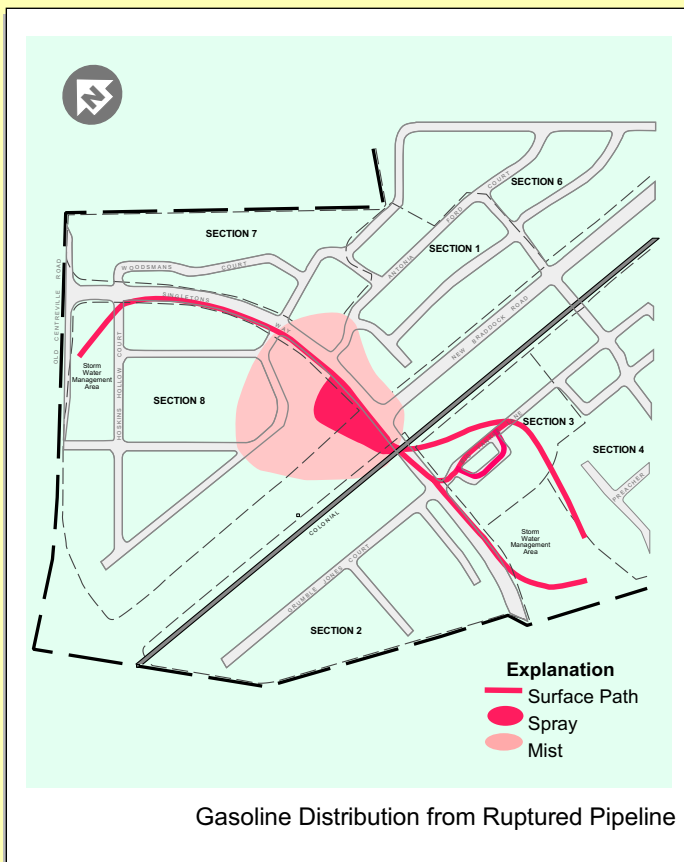 N
SECTION 6
SECTION 7
SECTION 1
ANTONIA FORD COURT
WOODSMANS COURT
OLD CENTREVILLE ROAD
SINGLETONS WAY
NEW BRADDOCK ROAD
Storm
Water
Management
Area
HOSKINS HOLLOW COURT
SECTION 8
SECTION 3
SECTION 4
PREACHER
COLONIAL
Storm
Water
Management
Area
GRUMBLE JONES COURT
SECTION 2
Explanation
Surface Path
Spray
Mist
Gasoline Distribution from Ruptured Pipeline